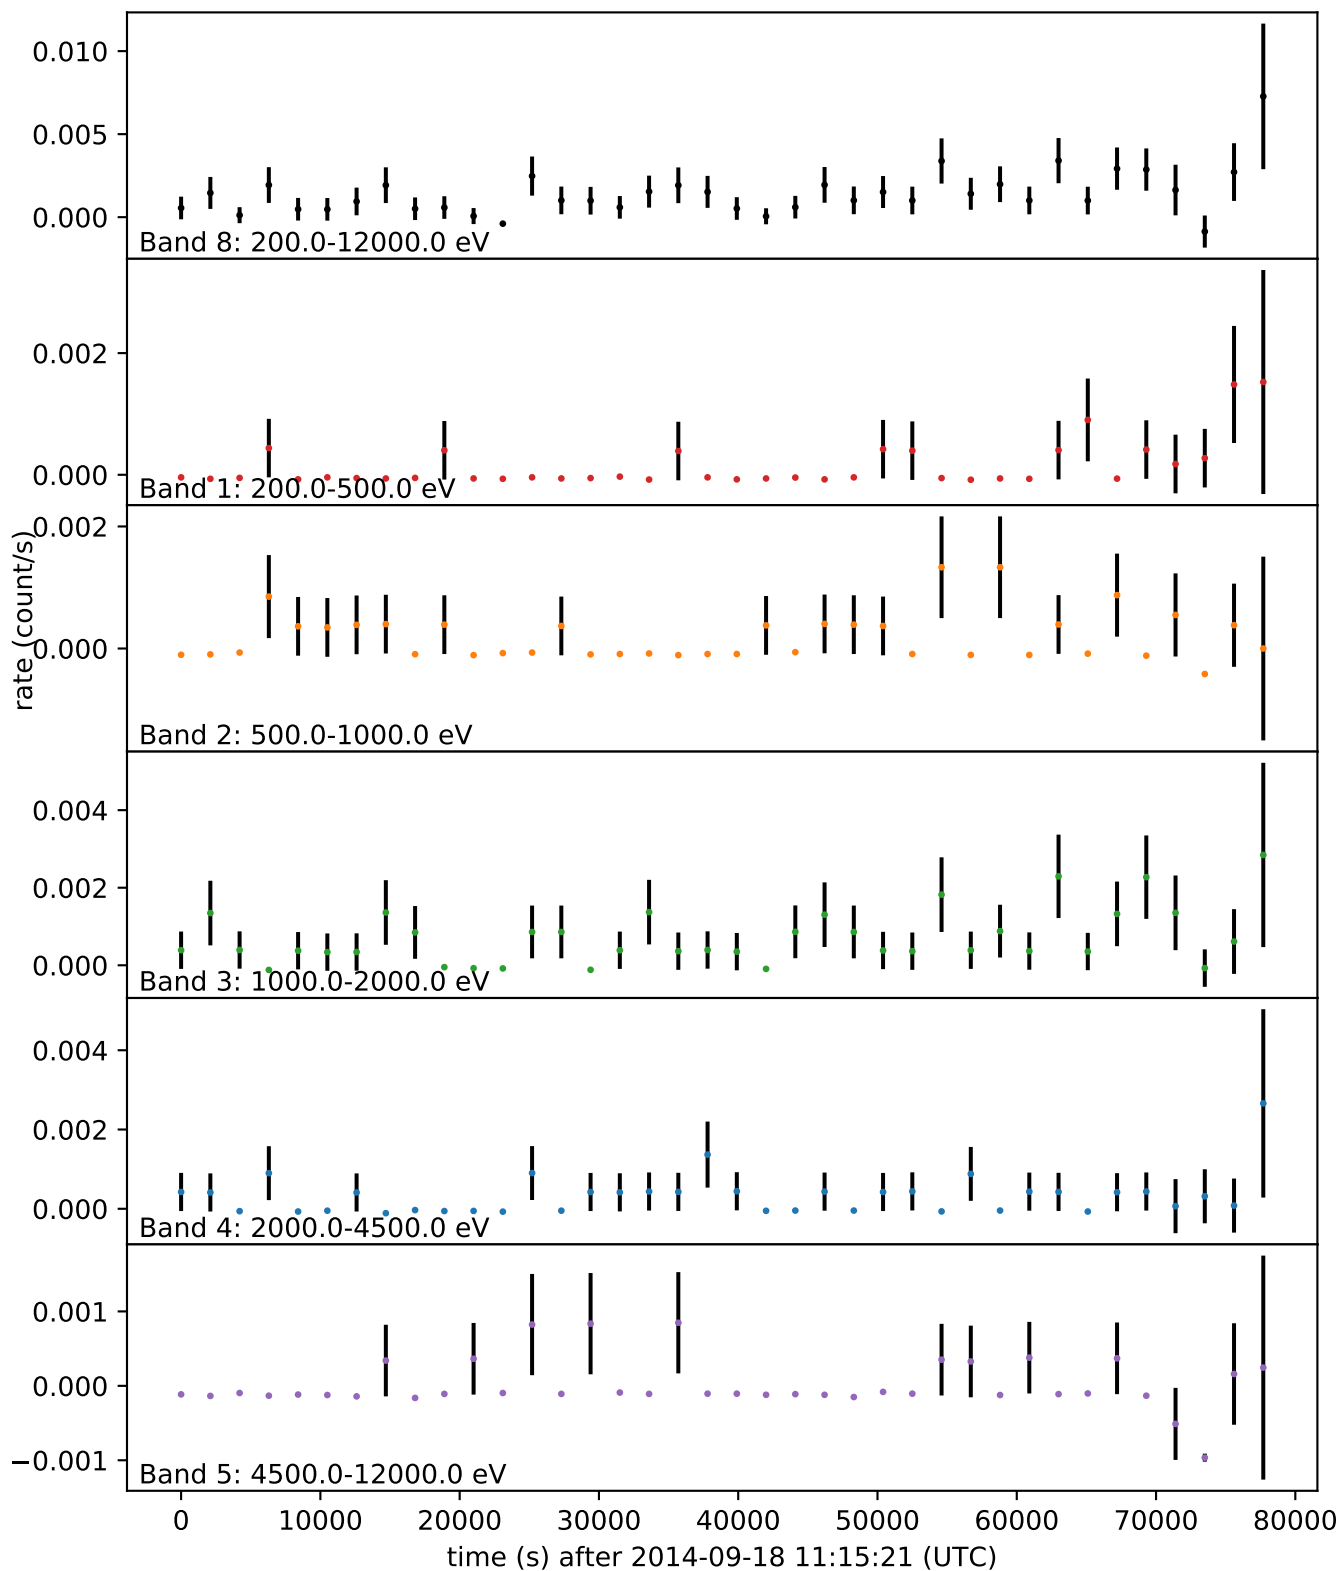 0.010
0.005
0.000
Band 8: 200.0-12000.0 eV
0.002
0.000
Band 1: 200.0-500.0 eV
rate (count/s)
0.002
0.000
Band 2: 500.0-1000.0 eV
0.004
0.002
0.000
Band 3: 1000.0-2000.0 eV
0.004
0.002
0.000
Band 4: 2000.0-4500.0 eV
0.001
0.000
−0.001
Band 5: 4500.0-12000.0 eV
0 10000 20000 30000 40000 50000 60000 70000 80000
time (s) after 2014-09-18 11:15:21 (UTC)